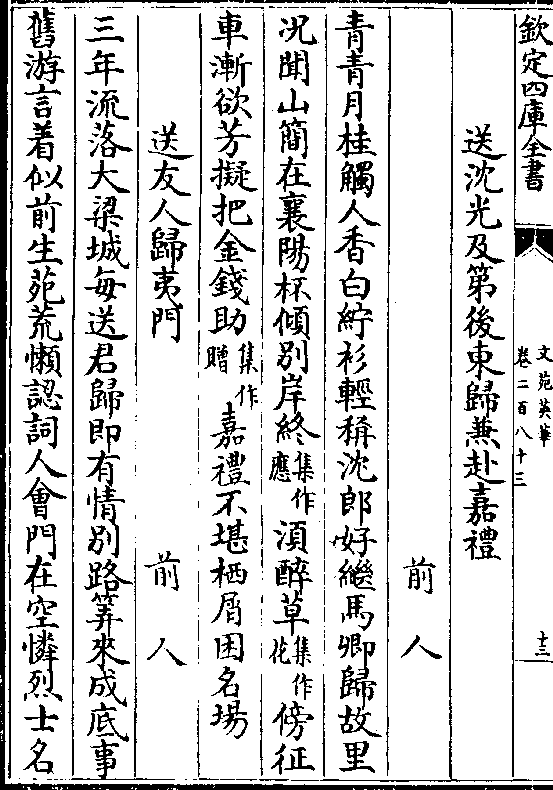 欽定四庫全書
文苑英華
卷二百八十三
十三
送沈光及第後東歸兼赴嘉禮
前人
青青月桂觸人香白紵衫輕稱沈郎好繼馬卿歸故里
况聞山簡在襄陽杯傾别岸終集作應湏醉草集作花傍征
車漸欲芳擬把金錢助集作贈嘉禮不堪栖屑困名場
送友人歸夷門
前人
三年流落大梁城每送君歸即有情别路筭來成底事
舊游言着似前生苑荒懶認詞人會門在空憐烈士名